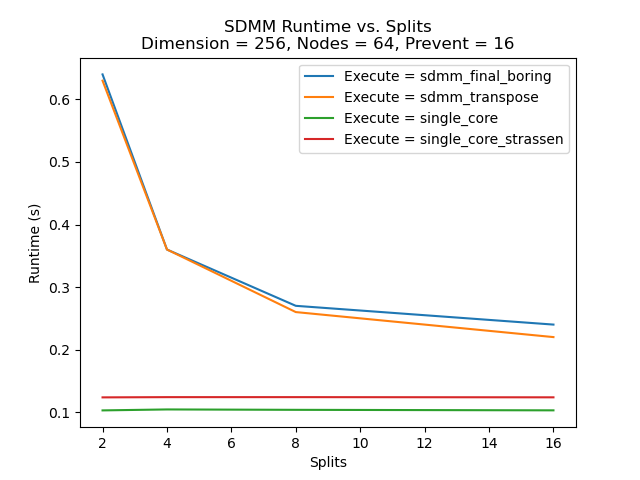 SDMM Runtime vs. Splits
Dimension = 256, Nodes = 64, Prevent = 16
Execute = sdmm_final_boring
Execute = sdmm_transpose
Execute = single_core
Execute = single_core_strassen
Runtime (s)
0.6
0.5
0.4
0.3
0.2
0.1
2 4 6 8 10 12 14 16
Splits